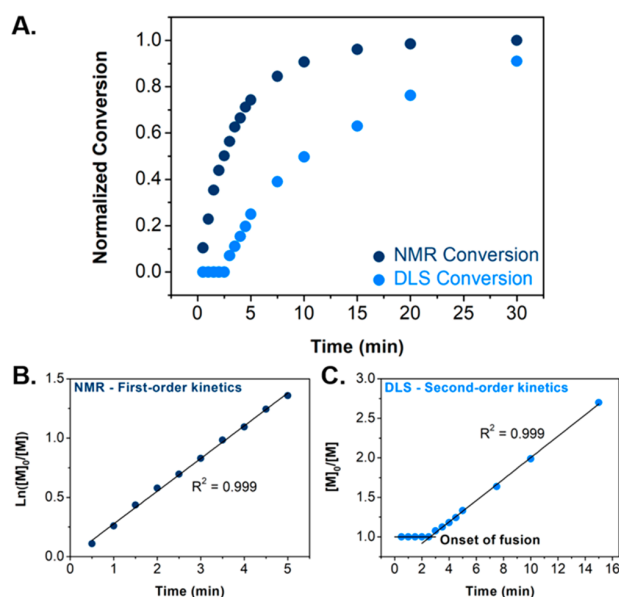 A.
1.0
0.8
0.6
0.4
0.2
0.0
Normalized Conversion
NMR Conversion
DLS Conversion
0 5 10 15 20 25 30
Time (min)
B.
NMR - First-order kinetics
1.5
1.0
0.5
0.0
Ln([M]₀/[M])
R² = 0.999
0 1 2 3 4 5
Time (min)
C.
DLS - Second-order kinetics
3.0
2.5
2.0
1.5
1.0
0.5
[M]₀/[M]
R² = 0.999
Onset of fusion
0 2 4 6 8 10 12 14 16
Time (min)